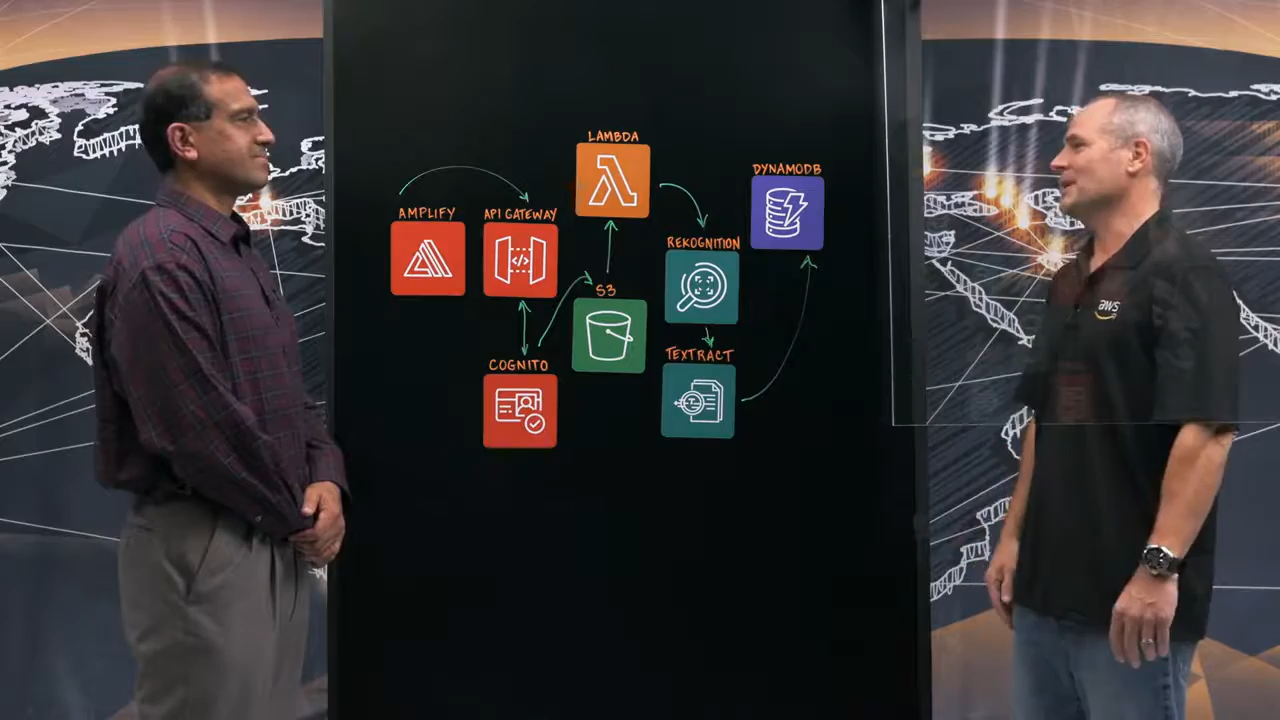 LAMBDA
DYNAMODB
AMPLIFY
API GATEWAY
REKOGNITION
S3
TEXTRACT
COGNITO
aws